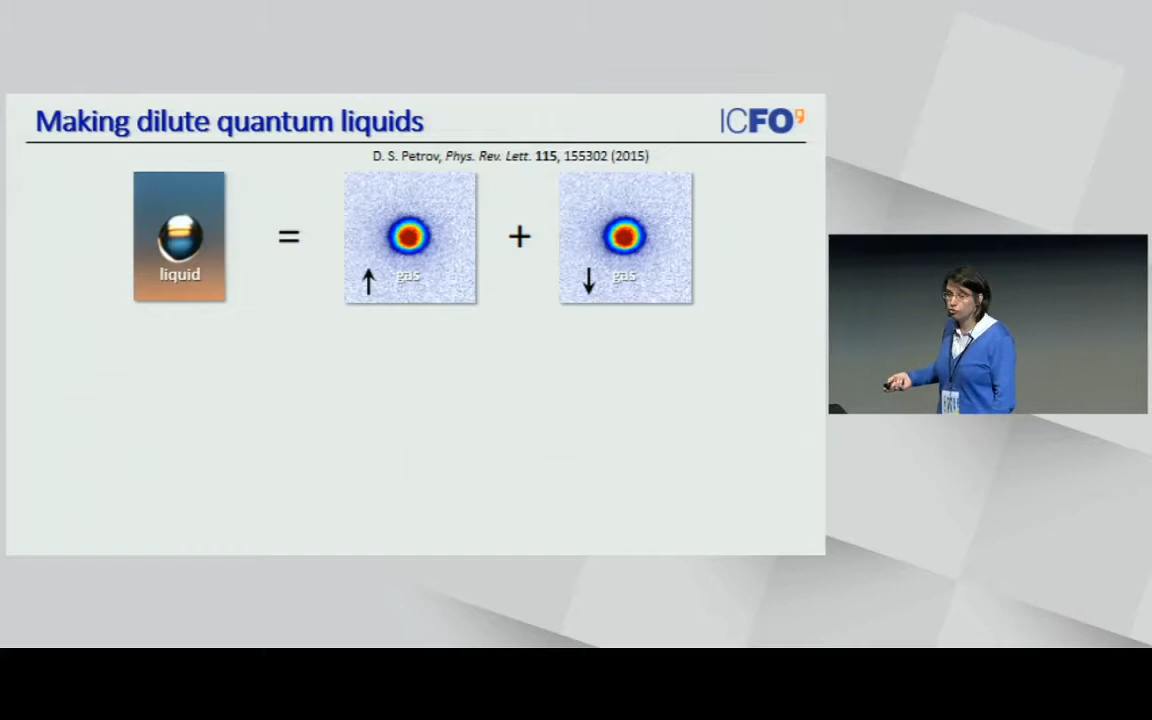 Making dilute quantum liquids
ICFO
D. S. Petrov, Phys. Rev. Lett. 115, 155302 (2015)
liquid
=
↑
gas
+
↓
gas